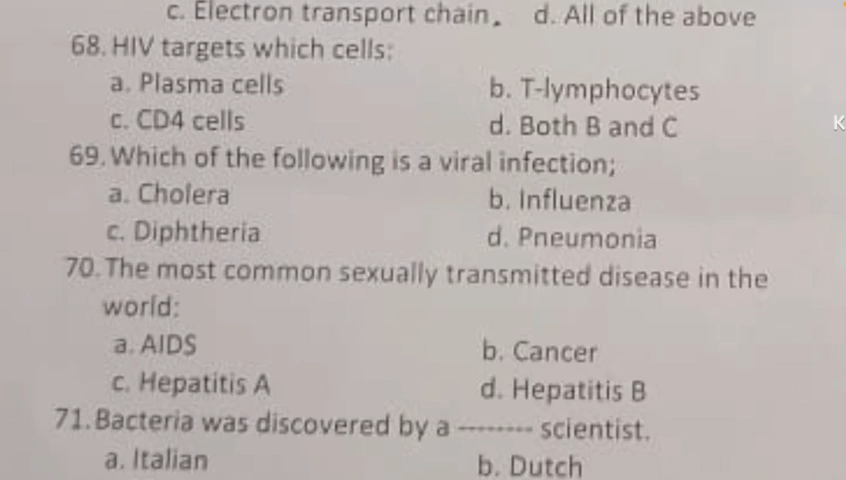 c. Electron transport chain. d. All of the above
68. HIV targets which cells:
a. Plasma cells b. T-lymphocytes
c. CD4 cells d. Both B and C
69. Which of the following is a viral infection;
a. Cholera b. Influenza
c. Diphtheria d. Pneumonia
70. The most common sexually transmitted disease in the
world:
a. AIDS b. Cancer
c. Hepatitis A d. Hepatitis B
71. Bacteria was discovered by a -------- scientist.
a. Italian b. Dutch
K